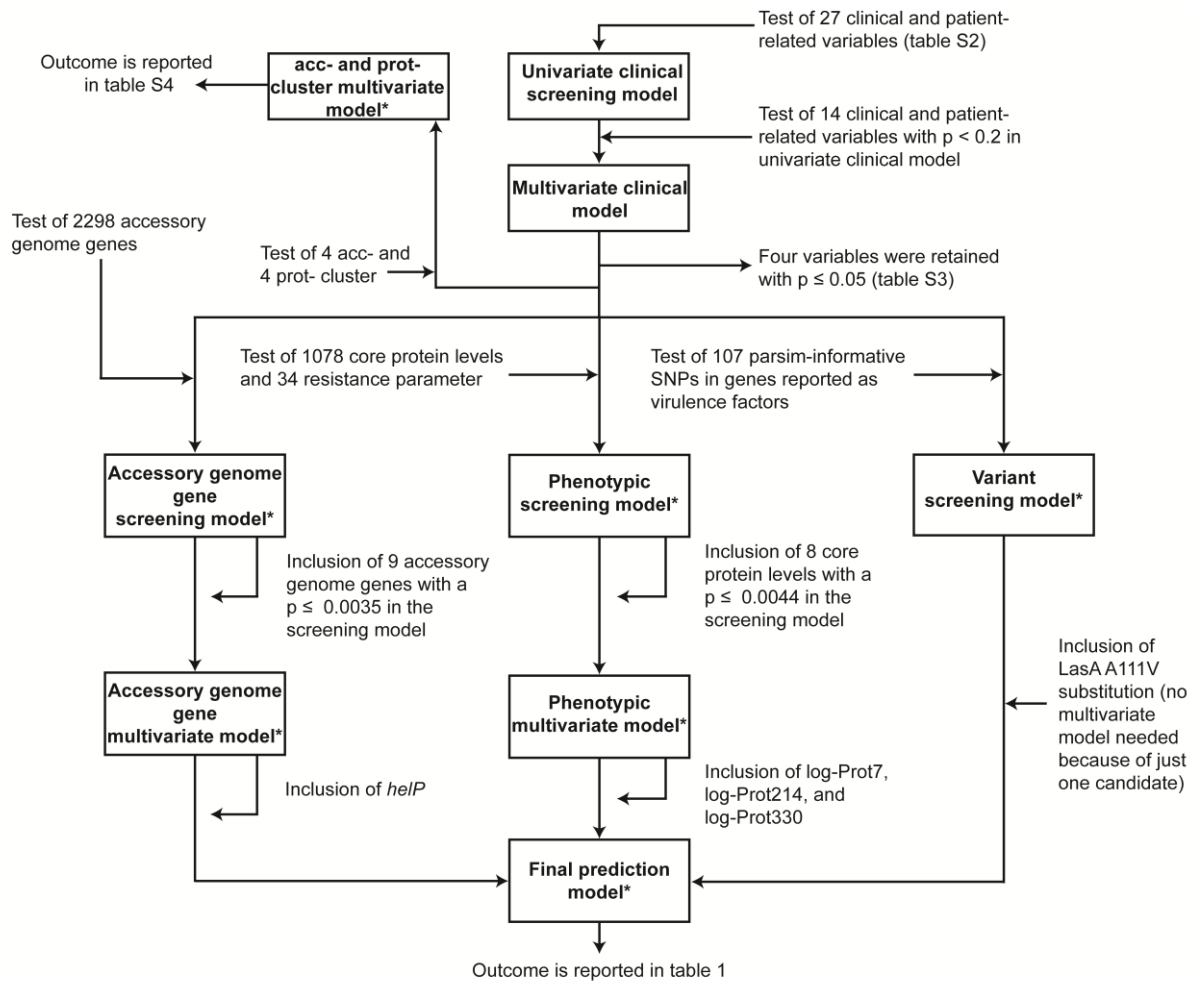 Test of 27 clinical and patient-
related variables (table S2)
Outcome is reported
in table S4
acc- and prot-
cluster multivariate
model*
Univariate clinical
screening model
Test of 14 clinical and patient-
related variables with p < 0.2 in
univariate clinical model
Multivariate clinical
model
Test of 2298 accessory
genome genes
Test of 4 acc- and
4 prot- cluster
Four variables were retained
with p ≤ 0.05 (table S3)
Test of 1078 core protein levels
and 34 resistance parameter
Test of 107 parsim-informative
SNPs in genes reported as
virulence factors
Accessory genome
gene
screening model*
Phenotypic
screening model*
Variant
screening model*
Inclusion of 9 accessory
genome genes with a
p ≤ 0.0035 in the
screening model
Inclusion of 8 core
protein levels with a
p ≤ 0.0044 in the
screening model
Inclusion of
LasA A111V
substitution (no
multivariate
model needed
because of just
one candidate)
Accessory genome
gene
multivariate model*
Phenotypic
multivariate model*
Inclusion of helP
Inclusion of log-Prot7,
log-Prot214, and
log-Prot330
Final prediction
model*
Outcome is reported in table 1